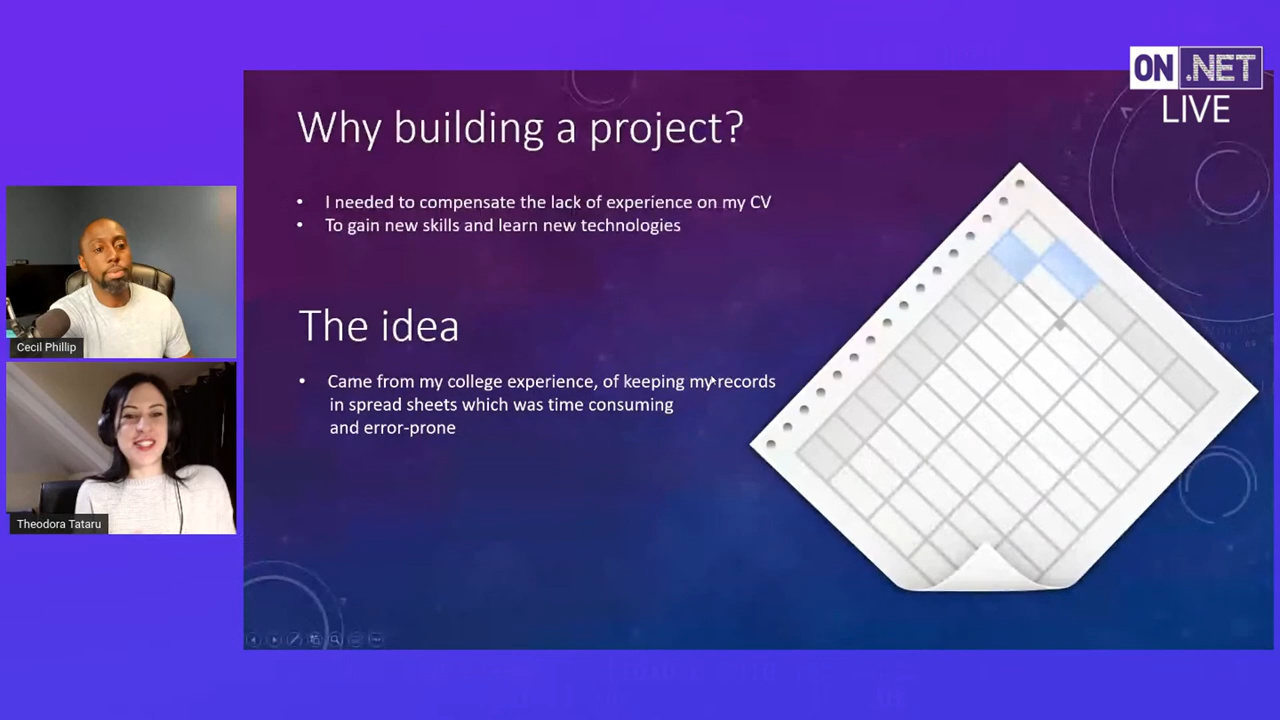 ON .NET
LIVE
Why building a project?
• I needed to compensate the lack of experience on my CV
• To gain new skills and learn new technologies
The idea
• Came from my college experience, of keeping my records
in spread sheets which was time consuming
and error-prone
Cecil Phillip
Theodora Tataru